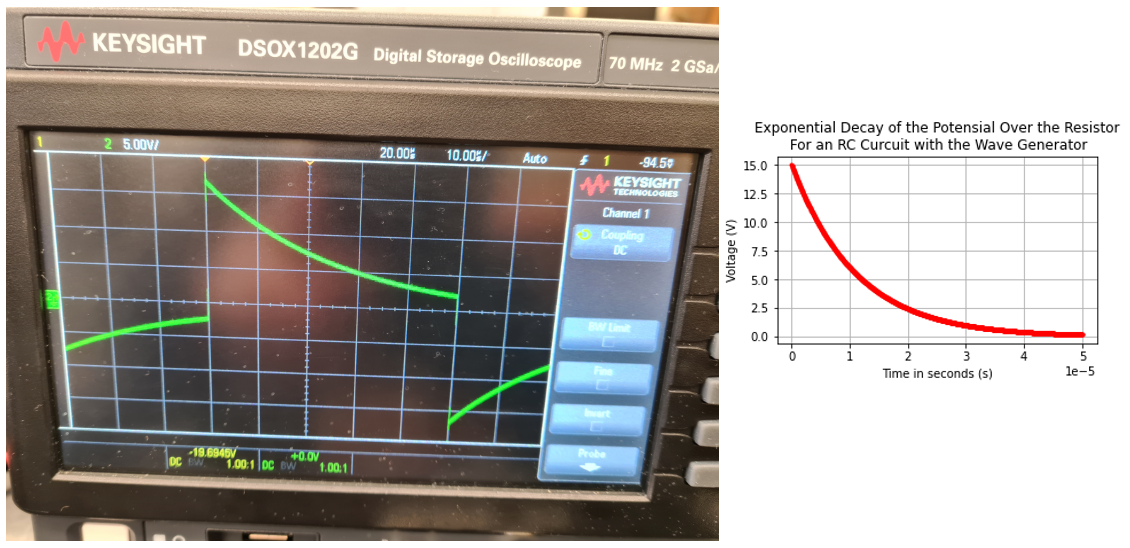 KEYSIGHT DSOX1202G Digital Storage Oscilloscope 70 MHz 2 GSa/
1 2 5.00V/ 20.00 10.00 Auto 1 -94.5
KEYSIGHT
TECHNOLOGIES
Channel 1
Coupling
DC
BW Limit
Fine
Invert
Probe
-19.6945V +0.0V
DC BW 1.00:1 DC BW 1.00:1
Exponential Decay of the Potensial Over the Resistor
For an RC Curcuit with the Wave Generator
15.0
12.5
10.0
7.5
5.0
2.5
0.0
Voltage (V)
0 1 2 3 4 5
1e−5
Time in seconds (s)